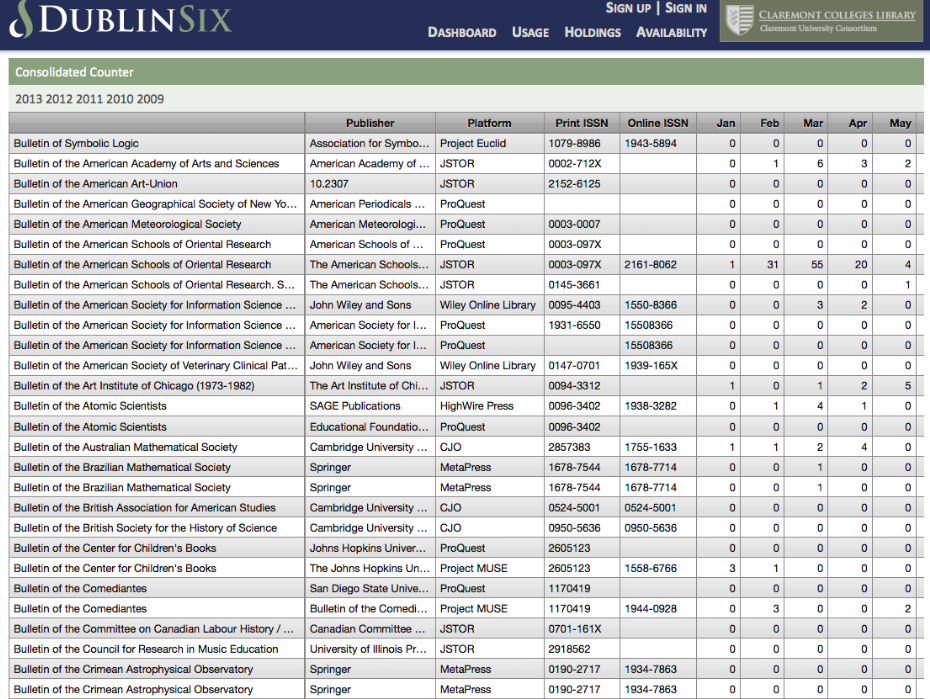 DUBLINSIX
SIGN UP | SIGN IN
DASHBOARD USAGE HOLDINGS AVAILABILITY
CLAREMONT COLLEGES LIBRARY
Claremont University Consortium
Consolidated Counter
2013 2012 2011 2010 2009
Publisher Platform Print ISSN Online ISSN Jan Feb Mar Apr May
Bulletin of Symbolic Logic Association for Symbo... Project Euclid 1079-8986 1943-5894 0 0 0 0 0
Bulletin of the American Academy of Arts and Sciences American Academy of ... JSTOR 0002-712X 0 1 6 3 2
Bulletin of the American Art-Union 10.2307 JSTOR 2152-6125 0 0 0 0 0
Bulletin of the American Geographical Society of New Yo... American Periodicals ... ProQuest 0 0 0 0 0
Bulletin of the American Meteorological Society American Meteorologi... ProQuest 0003-0007 0 0 0 0 0
Bulletin of the American Schools of Oriental Research American Schools of ... ProQuest 0003-097X 0 0 0 0 0
Bulletin of the American Schools of Oriental Research The American Schools... JSTOR 0003-097X 2161-8062 1 31 55 20 4
Bulletin of the American Schools of Oriental Research. S... The American Schools... JSTOR 0145-3661 0 0 0 0 1
Bulletin of the American Society for Information Science ... John Wiley and Sons Wiley Online Library 0095-4403 1550-8366 0 0 3 2 0
Bulletin of the American Society for Information Science ... American Society for I... ProQuest 1931-6550 15508366 0 0 0 0 0
Bulletin of the American Society for Information Science ... American Society for I... ProQuest 15508366 0 0 0 0 0
Bulletin of the American Society of Veterinary Clinical Pat... John Wiley and Sons Wiley Online Library 0147-0701 1939-165X 0 0 0 0 0
Bulletin of the Art Institute of Chicago (1973-1982) The Art Institute of Chi... JSTOR 0094-3312 1 0 1 2 5
Bulletin of the Atomic Scientists SAGE Publications HighWire Press 0096-3402 1938-3282 0 1 4 1 0
Bulletin of the Atomic Scientists Educational Foundatio... ProQuest 0096-3402 0 0 0 0 0
Bulletin of the Australian Mathematical Society Cambridge University ... CJO 2857383 1755-1633 1 1 2 4 0
Bulletin of the Brazilian Mathematical Society Springer MetaPress 1678-7544 1678-7714 0 0 1 0 0
Bulletin of the Brazilian Mathematical Society Springer MetaPress 1678-7544 1678-7714 0 0 1 0 0
Bulletin of the British Association for American Studies Cambridge University ... CJO 0524-5001 0524-5001 0 0 0 0 0
Bulletin of the British Society for the History of Science Cambridge University ... CJO 0950-5636 0950-5636 0 0 0 0 0
Bulletin of the Center for Children's Books Johns Hopkins Univer... ProQuest 2605123 0 0 0 0 0
Bulletin of the Center for Children's Books The Johns Hopkins Un... Project MUSE 2605123 1558-6766 3 1 0 0 0
Bulletin of the Comediantes San Diego State Unive... ProQuest 1170419 0 0 0 0 0
Bulletin of the Comediantes Bulletin of the Comedi... Project MUSE 1170419 1944-0928 0 3 0 0 2
Bulletin of the Committee on Canadian Labour History / ... Canadian Committee ... JSTOR 0701-161X 0 0 0 0 0
Bulletin of the Council for Research in Music Education University of Illinois Pr... JSTOR 2918562 0 0 0 0 0
Bulletin of the Crimean Astrophysical Observatory Springer MetaPress 0190-2717 1934-7863 0 0 0 0 0
Bulletin of the Crimean Astrophysical Observatory Springer MetaPress 0190-2717 1934-7863 0 0 0 0 0